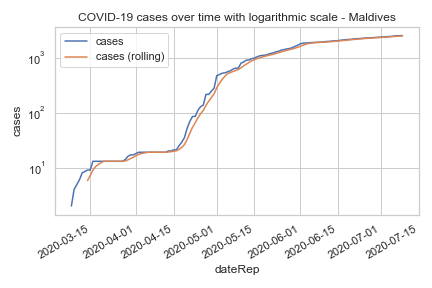 COVID-19 cases over time with logarithmic scale - Maldives
cases
cases (rolling)
10³
10²
10¹
cases
2020-03-15
2020-04-01
2020-04-15
2020-05-01
2020-05-15
2020-06-01
2020-06-15
2020-07-01
2020-07-15
dateRep